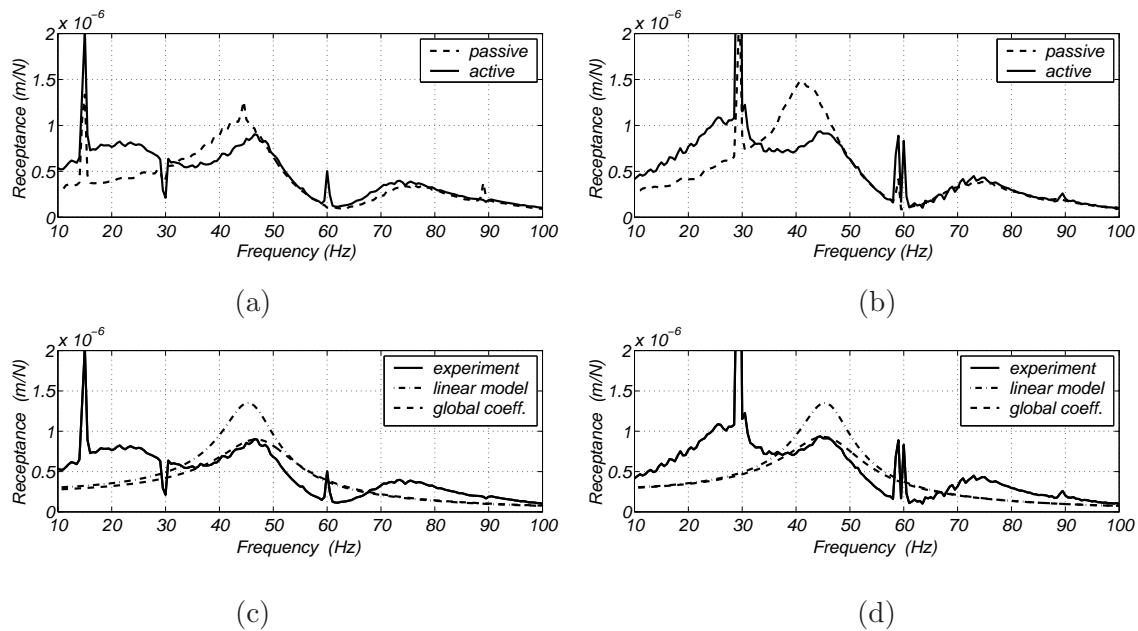 x 10⁻⁶
2
1.5
1
0.5
0
Receptance (m/N)
passive
active
10 20 30 40 50 60 70 80 90 100
Frequency (Hz)
(a)
x 10⁻⁶
2
1.5
1
0.5
0
Receptance (m/N)
passive
active
10 20 30 40 50 60 70 80 90 100
Frequency (Hz)
(b)
x 10⁻⁶
2
1.5
1
0.5
0
Receptance (m/N)
experiment
linear model
global coeff.
10 20 30 40 50 60 70 80 90 100
Frequency (Hz)
(c)
x 10⁻⁶
2
1.5
1
0.5
0
Receptance (m/N)
experiment
linear model
global coeff.
10 20 30 40 50 60 70 80 90 100
Frequency (Hz)
(d)